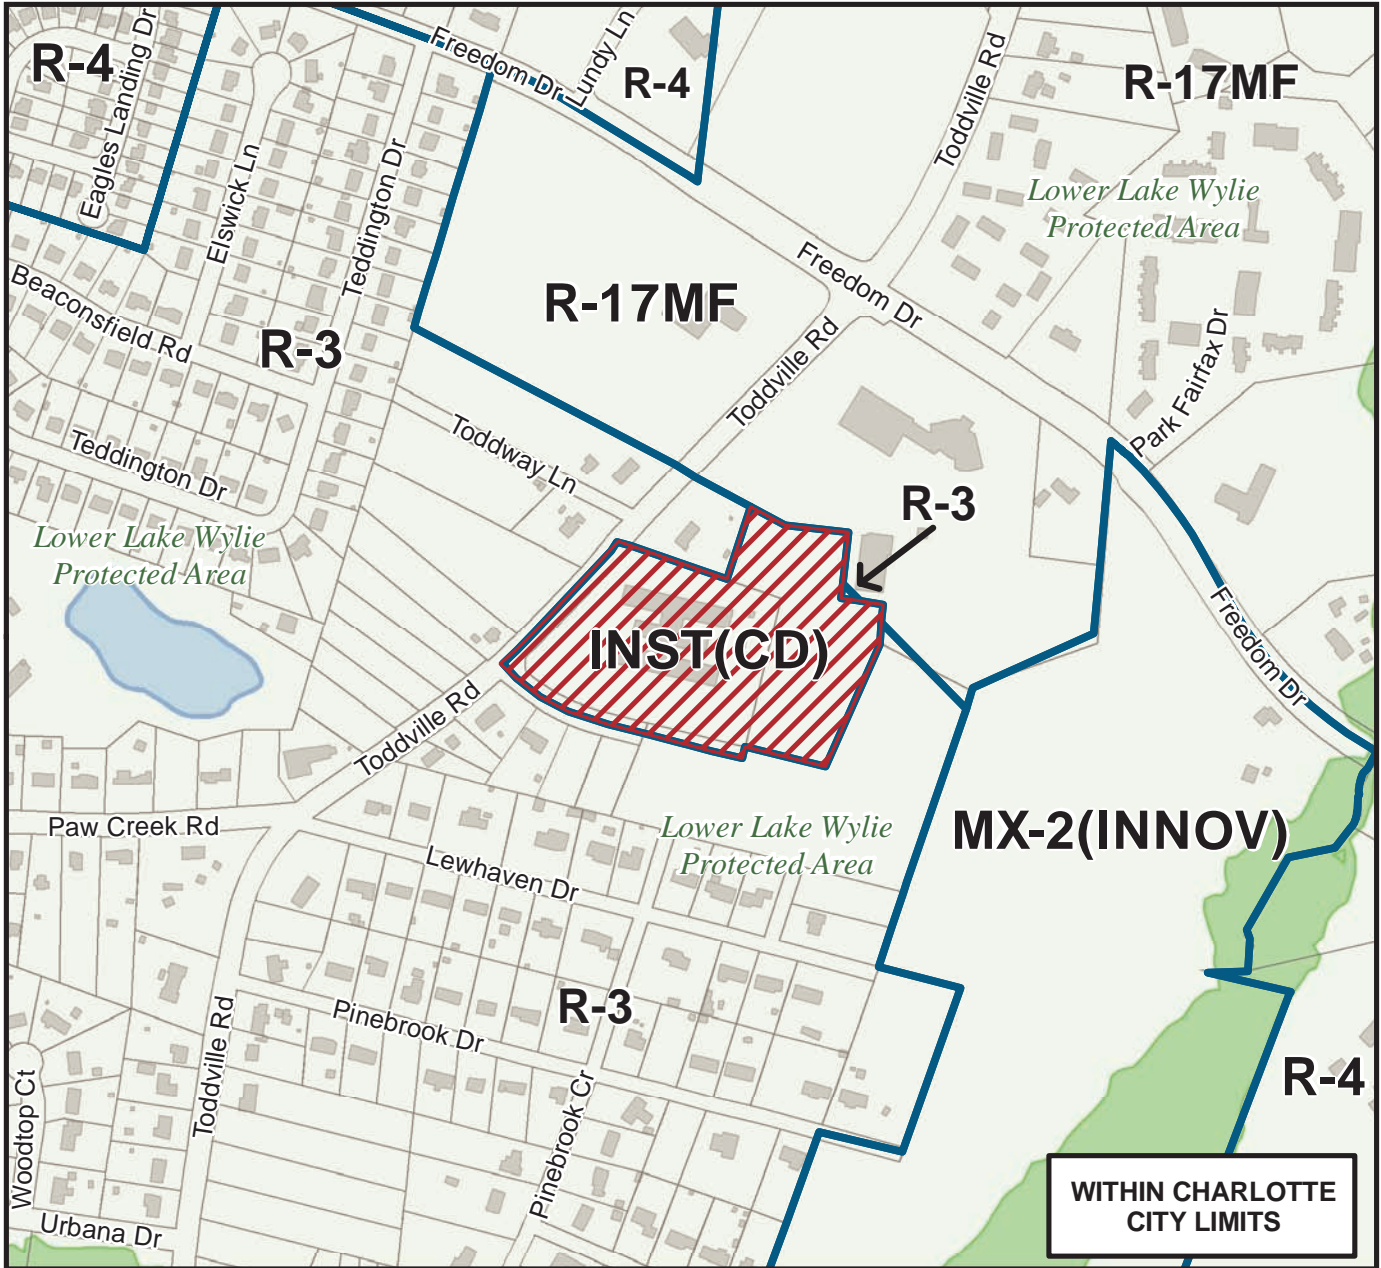 Freedom Dr
Lundy Ln
Eagles Landing Dr
R-4
R-4
Toddville Rd
R-17MF
Elswick Ln
Teddington Dr
Lower Lake Wylie
Protected Area
Beaconsfield Rd
R-3
R-17MF
Freedom Dr
Toddville Rd
Park Fairfax Dr
Teddington Dr
Toddway Ln
R-3
Lower Lake Wylie
Protected Area
INST(CD)
Freedom Dr
Toddville Rd
Paw Creek Rd
Lower Lake Wylie
Protected Area
MX-2(INNOV)
Lewhaven Dr
R-3
Pinebrook Dr
Toddville Rd
R-4
Woodtop Ct
Pinebrook Cr
Urbana Dr
WITHIN CHARLOTTE
CITY LIMITS